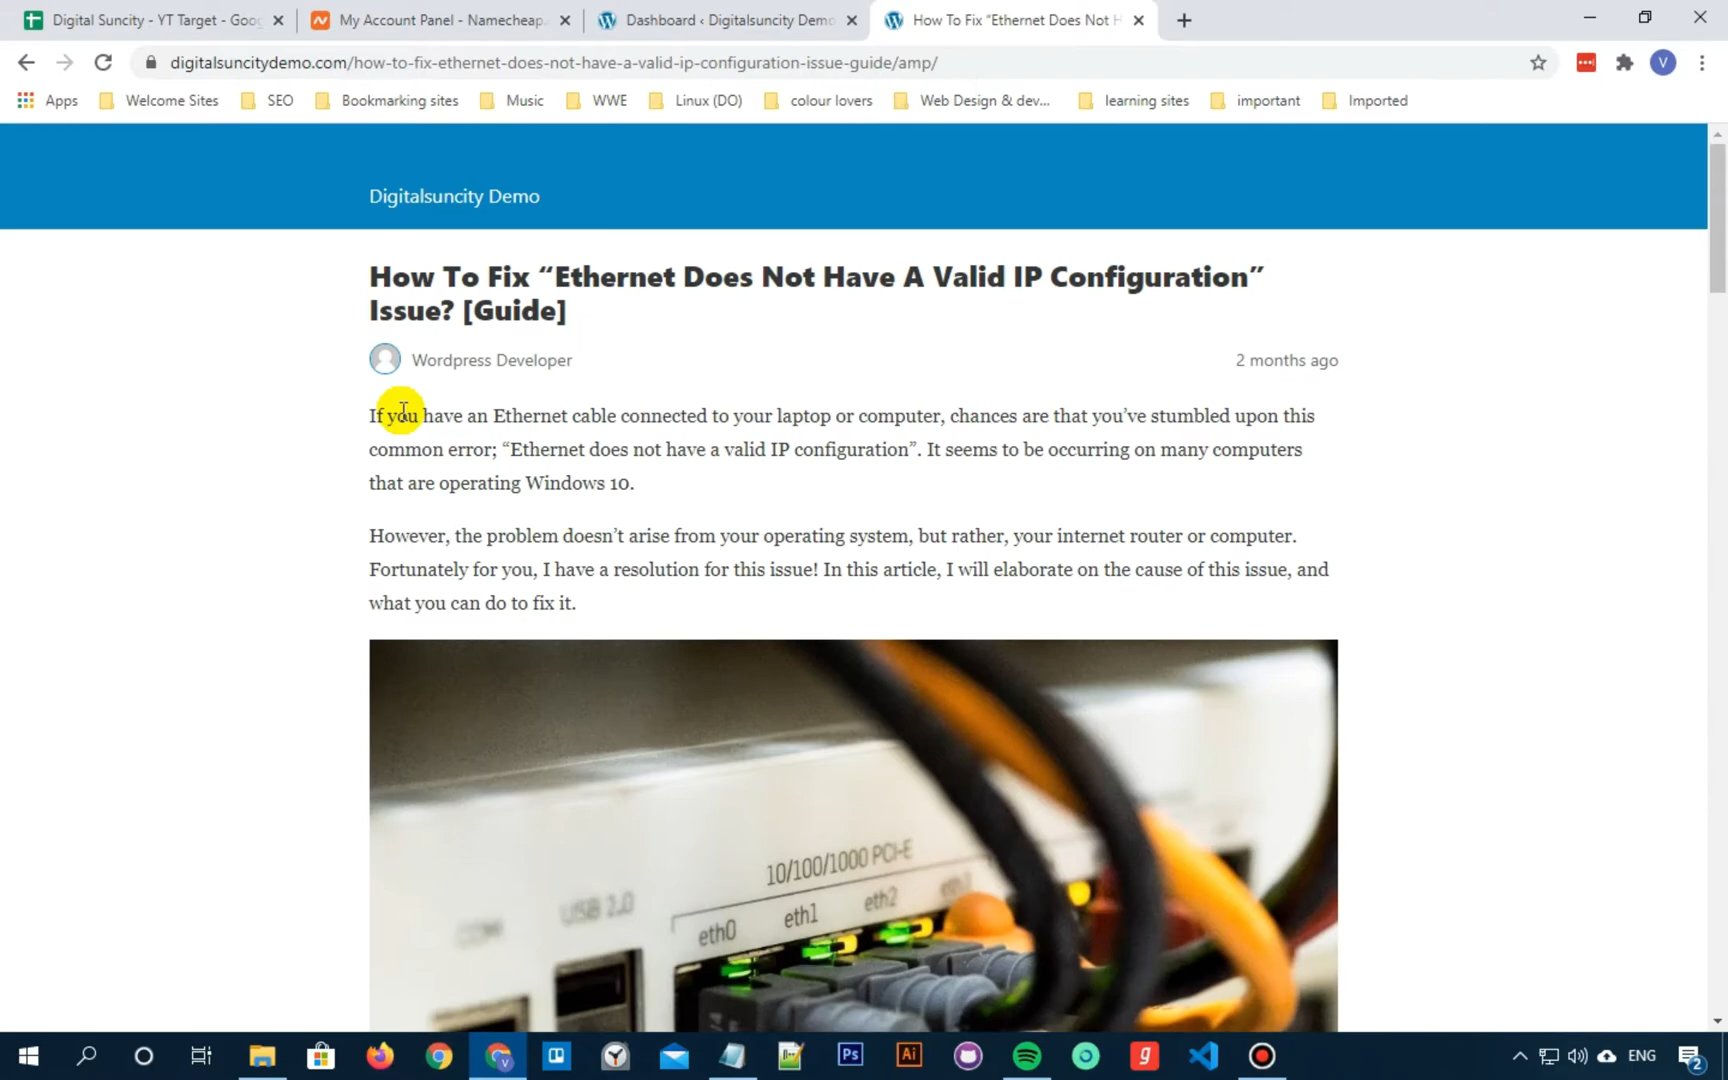 Digital Suncity - YT Target - Goo
My Account Panel - Namecheap.
Dashboard ‹ Digitalsuncity Demo
How To Fix “Ethernet Does Not H
digitalsuncitydemo.com/how-to-fix-ethernet-does-not-have-a-valid-ip-configuration-issue-guide/amp/
V
Apps
Welcome Sites
SEO
Bookmarking sites
Music
WWE
Linux (DO)
colour lovers
Web Design & dev...
learning sites
important
Imported
Digitalsuncity Demo
How To Fix “Ethernet Does Not Have A Valid IP Configuration”
Issue? [Guide]
Wordpress Developer
2 months ago
If you have an Ethernet cable connected to your laptop or computer, chances are that you’ve stumbled upon this
common error; “Ethernet does not have a valid IP configuration”. It seems to be occurring on many computers
that are operating Windows 10.
However, the problem doesn’t arise from your operating system, but rather, your internet router or computer.
Fortunately for you, I have a resolution for this issue! In this article, I will elaborate on the cause of this issue, and
what you can do to fix it.
10/100/1000 PCI-E
USB 2.0
COM
eth0
eth1
eth2
Ps
Ai
g
ENG
2